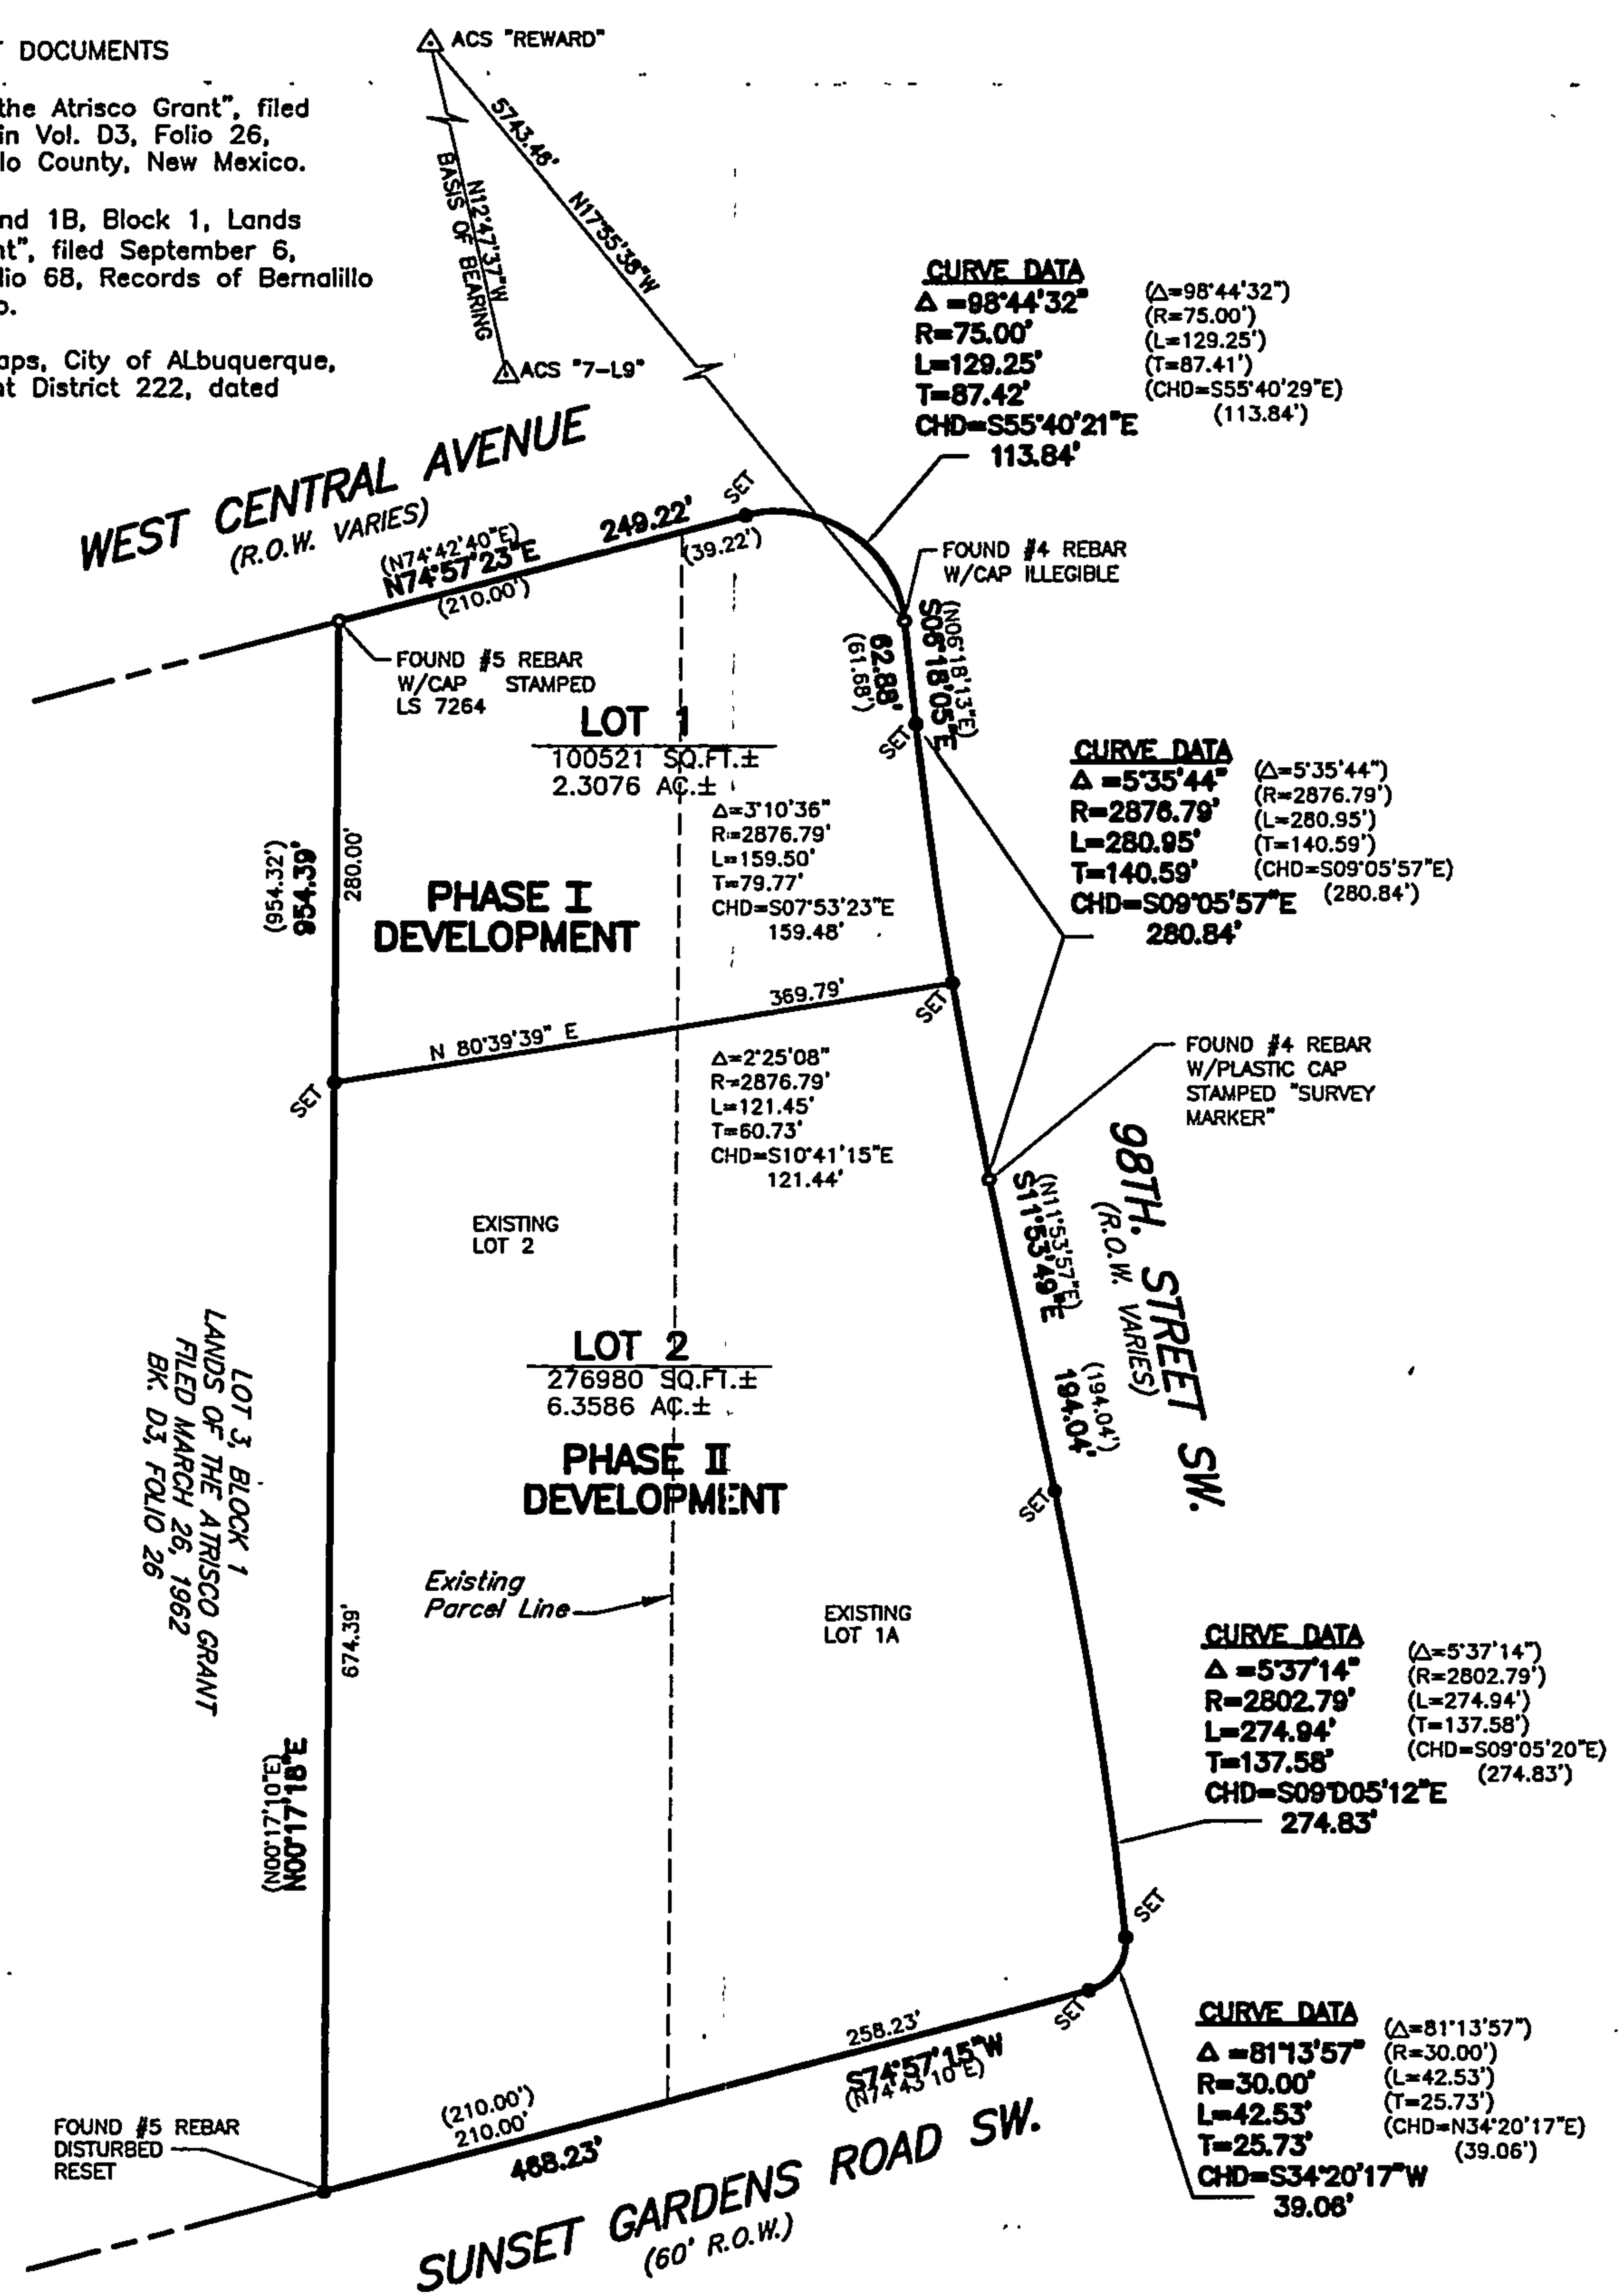 DOCUMENTS
the Atrisco Grant", filed
in Vol. D3, Folio 26,
lo County, New Mexico.
nd 1B, Block 1, Lands
nt", filed September 6,
lio 68, Records of Bernalillo
o.
aps, City of ALbuquerque,
nt District 222, dated
ACS "REWARD"
5743.46'
N17°55'38"W
N12°47'37"W
BASIS OF BEARING
ACS "7-L9"
WEST CENTRAL AVENUE
(R.O.W. VARIES)
(N74°42'40"E)
N74°57'23"E
249.22'
(210.00')
(39.22')
SET
CURVE DATA
Δ =98°44'32"
R=75.00'
L=129.25'
T=87.42'
CHD=S55°40'21"E
113.84'
(Δ=98°44'32")
(R=75.00')
(L=129.25')
(T=87.41')
(CHD=S55°40'29"E)
(113.84')
FOUND #4 REBAR
W/CAP ILLEGIBLE
FOUND #5 REBAR
W/CAP STAMPED
LS 7264
(N06°18'13"E)
S06°18'05"E
62.88'
(61.68')
SET
LOT 1
100521 SQ.FT.±
2.3076 AC.±
CURVE DATA
Δ =5°35'44"
R=2876.79'
L=280.95'
T=140.59'
CHD=S09°05'57"E
280.84'
(Δ=5°35'44")
(R=2876.79')
(L=280.95')
(T=140.59')
(CHD=S09°05'57"E)
(280.84')
Δ=3°10'36"
R=2876.79'
L=159.50'
T=79.77'
CHD=S07°53'23"E
159.48'
(954.32')
954.39'
280.00'
PHASE I
DEVELOPMENT
369.79'
N 80°39'39" E
SET
SET
Δ=2°25'08"
R=2876.79'
L=121.45'
T=60.73'
CHD=S10°41'15"E
121.44'
FOUND #4 REBAR
W/PLASTIC CAP
STAMPED "SURVEY
MARKER"
98TH. STREET SW.
(R.O.W. VARIES)
(N11°53'57"E)
S11°53'49"E
(194.04')
194.04'
EXISTING
LOT 2
LOT 2
276980 SQ.FT.±
6.3586 AC.±
PHASE II
DEVELOPMENT
SET
LOT 3, BLOCK 1
LANDS OF THE ATRISCO GRANT
FILED MARCH 26, 1962
BK. D3, FOLIO 26
Existing
Parcel Line
EXISTING
LOT 1A
674.39'
(N00°17'10"E)
N00°17'18"E
CURVE DATA
Δ =5°37'14"
R=2802.79'
L=274.94'
T=137.58'
CHD=S09°D05'12"E
274.83'
(Δ=5°37'14")
(R=2802.79')
(L=274.94')
(T=137.58')
(CHD=S09°05'20"E)
(274.83')
SET
SET
258.23'
S74°57'15"W
(N74°43'10"E)
(210.00')
210.00'
468.23'
FOUND #5 REBAR
DISTURBED
RESET
SUNSET GARDENS ROAD SW.
(60' R.O.W.)
CURVE DATA
Δ =81°13'57"
R=30.00'
L=42.53'
T=25.73'
CHD=S34°20'17"W
39.06'
(Δ=81°13'57")
(R=30.00')
(L=42.53')
(T=25.73')
(CHD=N34°20'17"E)
(39.06')